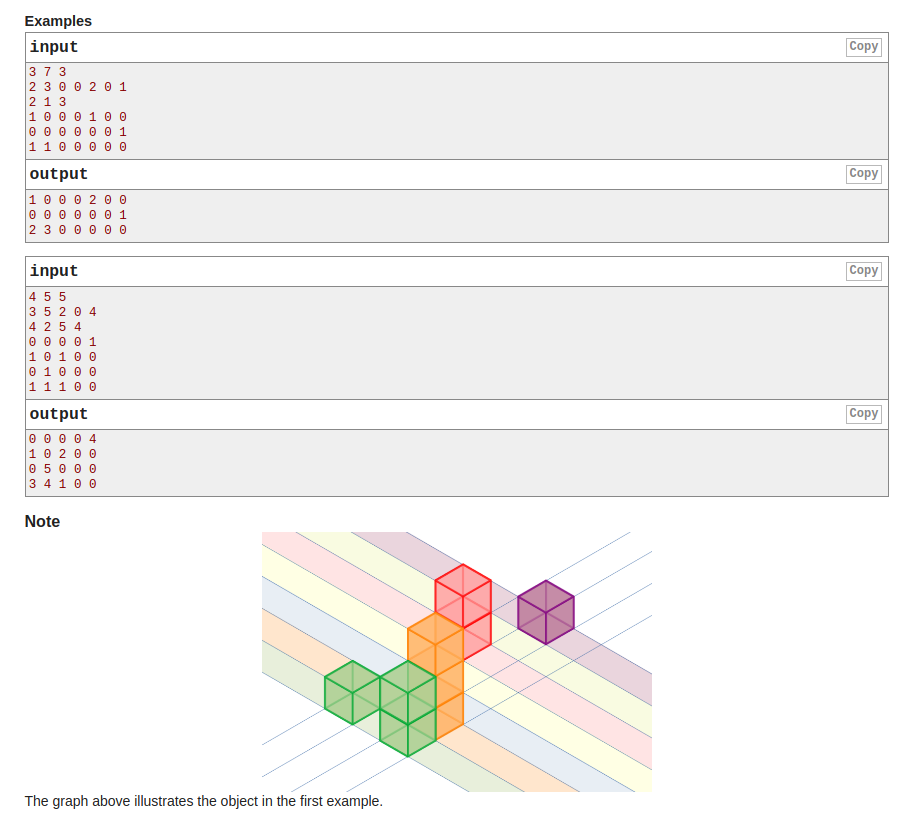 Examples
input
Copy
3 7 3
2 3 0 0 2 0 1
2 1 3
1 0 0 0 1 0 0
0 0 0 0 0 0 1
1 1 0 0 0 0 0
output
Copy
1 0 0 0 2 0 0
0 0 0 0 0 0 1
2 3 0 0 0 0 0
input
Copy
4 5 5
3 5 2 0 4
4 2 5 4
0 0 0 0 1
1 0 1 0 0
0 1 0 0 0
1 1 1 0 0
output
Copy
0 0 0 0 4
1 0 2 0 0
0 5 0 0 0
3 4 1 0 0
Note
The graph above illustrates the object in the first example.